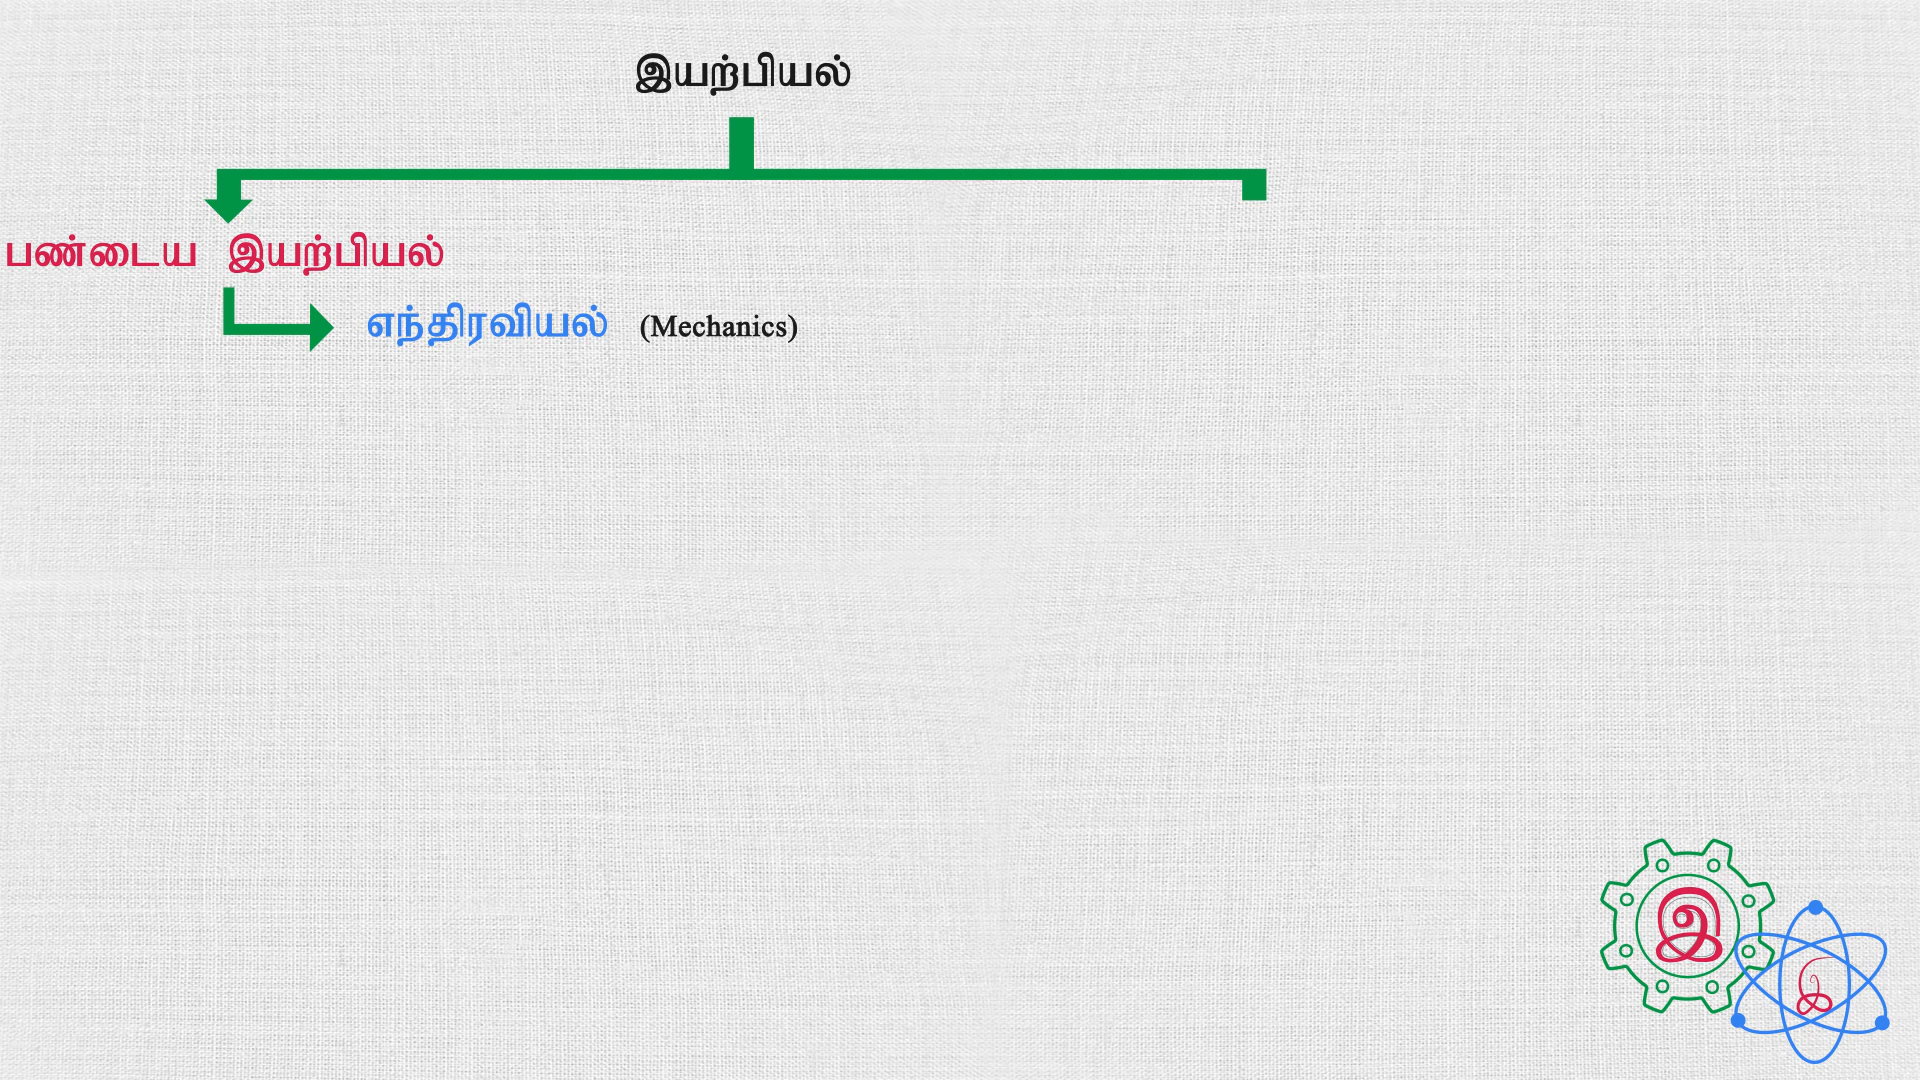 இயற்பியல்
பண்டைய இயற்பியல்
எந்திரவியல் (Mechanics)
இ
இ